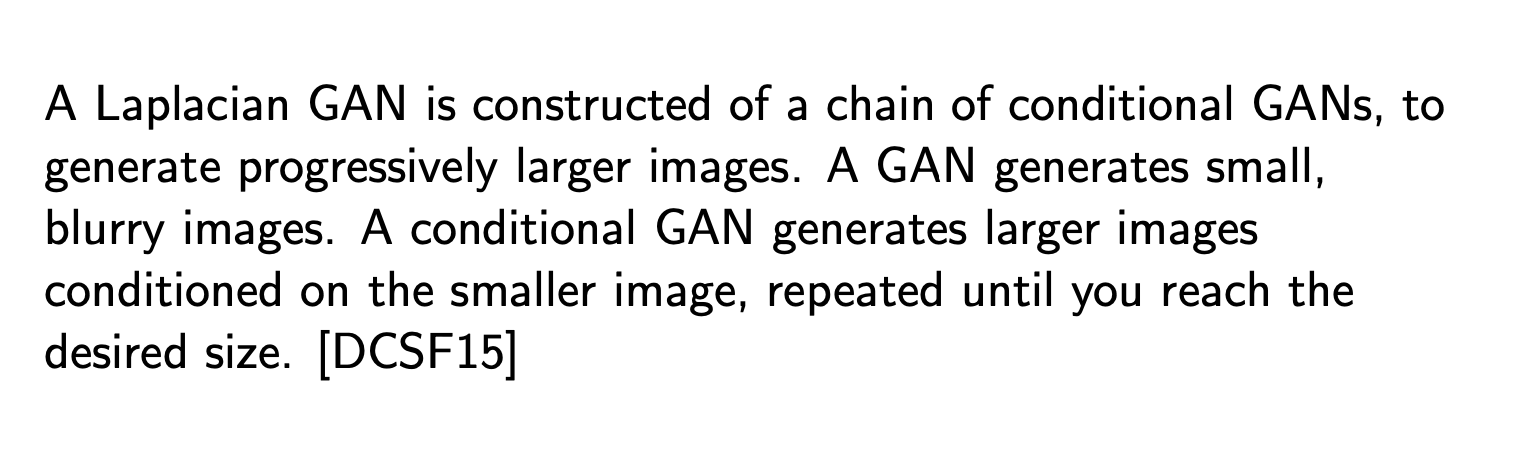 A Laplacian GAN is constructed of a chain of conditional GANs, to
generate progressively larger images. A GAN generates small,
blurry images. A conditional GAN generates larger images
conditioned on the smaller image, repeated until you reach the
desired size. [DCSF15]